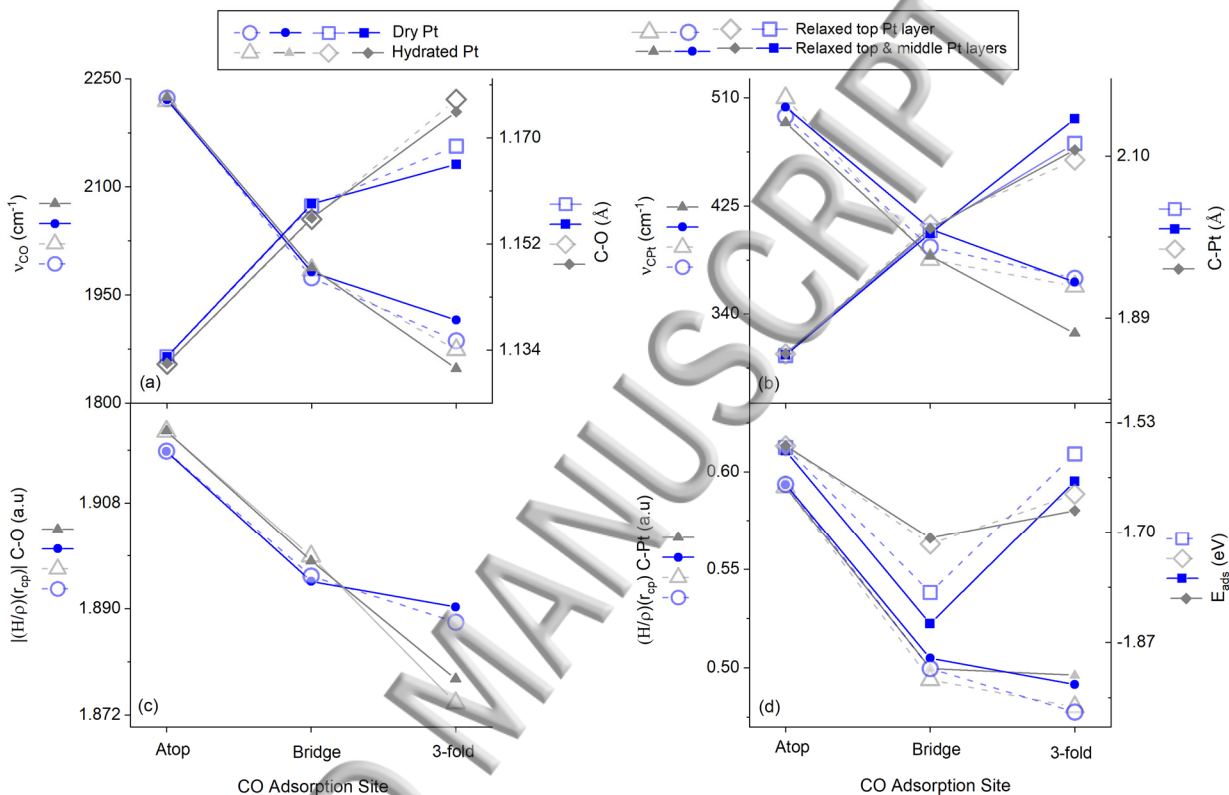 Dry Pt
Hydrated Pt
Relaxed top Pt layer
Relaxed top & middle Pt layers
2250
2100
1950
1800
νCO (cm-1)
1.170
1.152
1.134
C-O (Å)
(a)
510
425
340
νCPt (cm-1)
2.10
1.89
C-Pt (Å)
(b)
1.908
1.890
1.872
|(H/ρ)(rcp)| C-O (a.u)
(c)
Atop Bridge 3-fold
CO Adsorption Site
0.60
0.55
0.50
(H/ρ)(rcp) C-Pt (a.u)
-1.53
-1.70
-1.87
Eads (eV)
(d)
Atop Bridge 3-fold
CO Adsorption Site
MANUSCRIPT